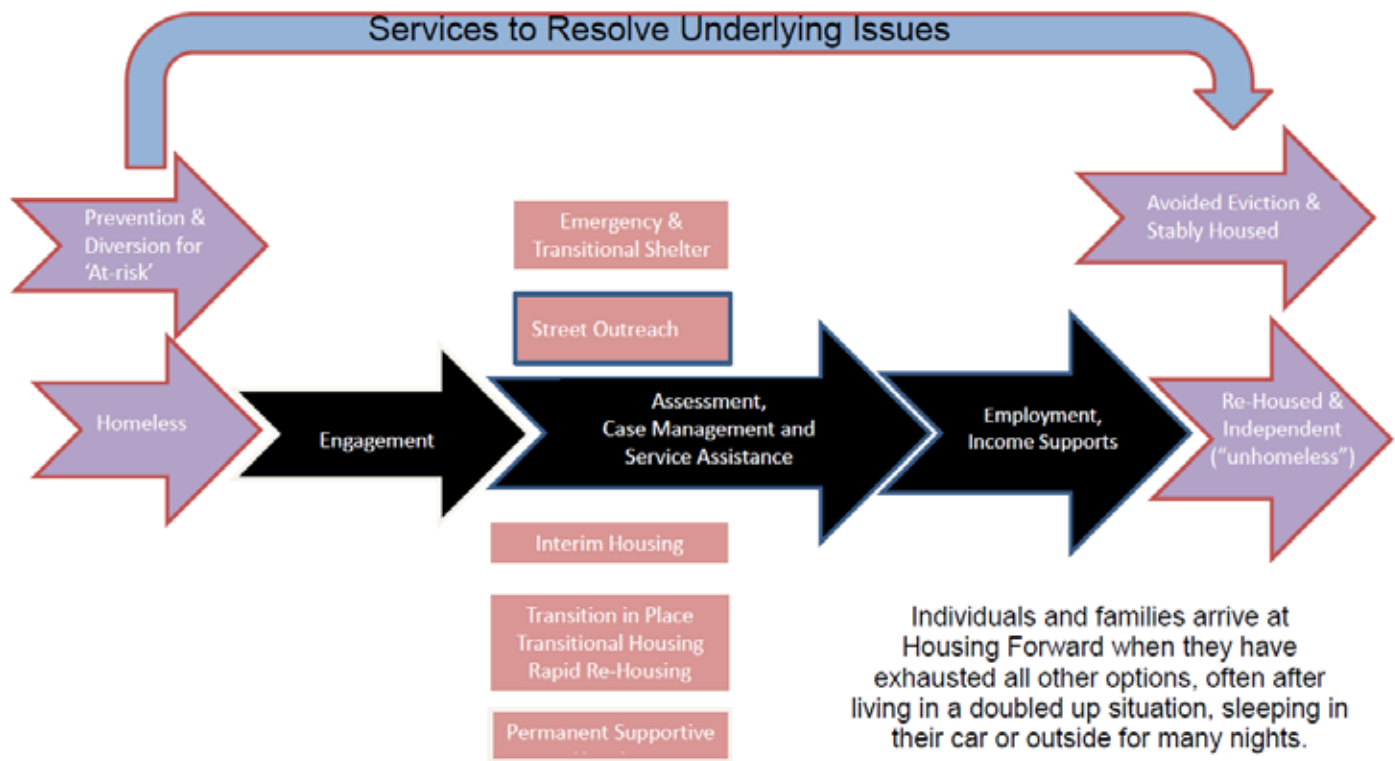 Services to Resolve Underlying Issues
Prevention &
Diversion for
‘At-risk’
Avoided Eviction &
Stably Housed
Emergency &
Transitional Shelter
Street Outreach
Homeless
Engagement
Assessment,
Case Management and
Service Assistance
Employment,
Income Supports
Re-Housed &
Independent
(“unhomeless”)
Interim Housing
Transition in Place
Transitional Housing
Rapid Re-Housing
Permanent Supportive
Individuals and families arrive at
Housing Forward when they have
exhausted all other options, often after
living in a doubled up situation, sleeping in
their car or outside for many nights.